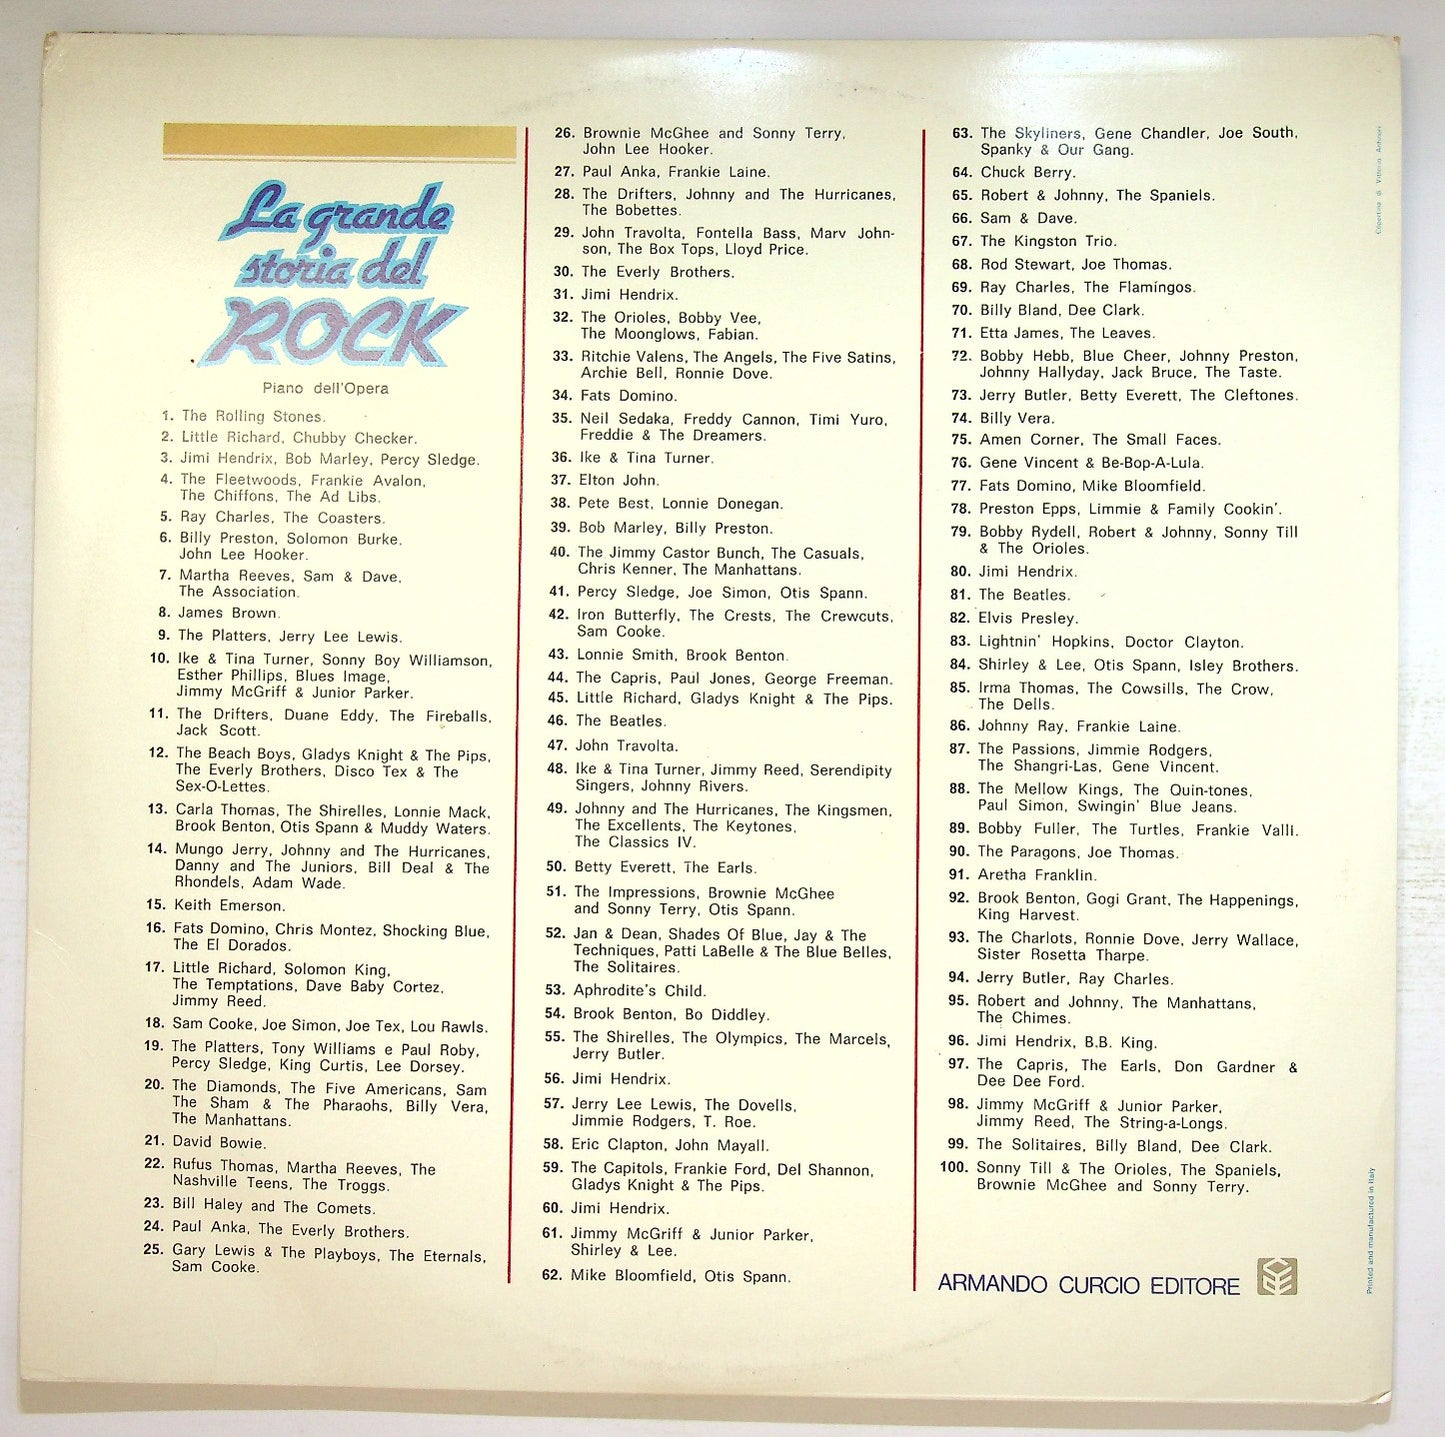 La grande
storia del
ROCK
Piano dell'Opera
1. The Rolling Stones.
2. Little Richard, Chubby Checker.
3. Jimi Hendrix, Bob Marley, Percy Sledge.
4. The Fleetwoods, Frankie Avalon,
The Chiffons, The Ad Libs.
5. Ray Charles, The Coasters.
6. Billy Preston, Solomon Burke,
John Lee Hooker.
7. Martha Reeves, Sam & Dave,
The Association.
8. James Brown.
9. The Platters, Jerry Lee Lewis.
10. Ike & Tina Turner, Sonny Boy Williamson,
Esther Phillips, Blues Image,
Jimmy McGriff & Junior Parker.
11. The Drifters, Duane Eddy, The Fireballs,
Jack Scott.
12. The Beach Boys, Gladys Knight & The Pips,
The Everly Brothers, Disco Tex & The
Sex-O-Lettes.
13. Carla Thomas, The Shirelles, Lonnie Mack,
Brook Benton, Otis Spann & Muddy Waters.
14. Mungo Jerry, Johnny and The Hurricanes,
Danny and The Juniors, Bill Deal & The
Rhondels, Adam Wade.
15. Keith Emerson.
16. Fats Domino, Chris Montez, Shocking Blue,
The El Dorados.
17. Little Richard, Solomon King,
The Temptations, Dave Baby Cortez,
Jimmy Reed.
18. Sam Cooke, Joe Simon, Joe Tex, Lou Rawls.
19. The Platters, Tony Williams e Paul Roby,
Percy Sledge, King Curtis, Lee Dorsey.
20. The Diamonds, The Five Americans, Sam
The Sham & The Pharaohs, Billy Vera,
The Manhattans.
21. David Bowie.
22. Rufus Thomas, Martha Reeves, The
Nashville Teens, The Troggs.
23. Bill Haley and The Comets.
24. Paul Anka, The Everly Brothers.
25. Gary Lewis & The Playboys, The Eternals,
Sam Cooke.
26. Brownie McGhee and Sonny Terry,
John Lee Hooker.
27. Paul Anka, Frankie Laine.
28. The Drifters, Johnny and The Hurricanes,
The Bobettes.
29. John Travolta, Fontella Bass, Marv John-
son, The Box Tops, Lloyd Price.
30. The Everly Brothers.
31. Jimi Hendrix.
32. The Orioles, Bobby Vee,
The Moonglows, Fabian.
33. Ritchie Valens, The Angels, The Five Satins,
Archie Bell, Ronnie Dove.
34. Fats Domino.
35. Neil Sedaka, Freddy Cannon, Timi Yuro,
Freddie & The Dreamers.
36. Ike & Tina Turner.
37. Elton John.
38. Pete Best, Lonnie Donegan.
39. Bob Marley, Billy Preston.
40. The Jimmy Castor Bunch, The Casuals,
Chris Kenner, The Manhattans.
41. Percy Sledge, Joe Simon, Otis Spann.
42. Iron Butterfly, The Crests, The Crewcuts,
Sam Cooke.
43. Lonnie Smith, Brook Benton.
44. The Capris, Paul Jones, George Freeman.
45. Little Richard, Gladys Knight & The Pips.
46. The Beatles.
47. John Travolta.
48. Ike & Tina Turner, Jimmy Reed, Serendipity
Singers, Johnny Rivers.
49. Johnny and The Hurricanes, The Kingsmen,
The Excellents, The Keytones,
The Classics IV.
50. Betty Everett, The Earls.
51. The Impressions, Brownie McGhee
and Sonny Terry, Otis Spann.
52. Jan & Dean, Shades Of Blue, Jay & The
Techniques, Patti LaBelle & The Blue Belles,
The Solitaires.
53. Aphrodite's Child.
54. Brook Benton, Bo Diddley.
55. The Shirelles, The Olympics, The Marcels,
Jerry Butler.
56. Jimi Hendrix.
57. Jerry Lee Lewis, The Dovells,
Jimmie Rodgers, T. Roe.
58. Eric Clapton, John Mayall.
59. The Capitols, Frankie Ford, Del Shannon,
Gladys Knight & The Pips.
60. Jimi Hendrix.
61. Jimmy McGriff & Junior Parker,
Shirley & Lee.
62. Mike Bloomfield, Otis Spann.
63. The Skyliners, Gene Chandler, Joe South,
Spanky & Our Gang.
64. Chuck Berry.
65. Robert & Johnny, The Spaniels.
66. Sam & Dave.
67. The Kingston Trio.
68. Rod Stewart, Joe Thomas.
69. Ray Charles, The Flamingos.
70. Billy Bland, Dee Clark.
71. Etta James, The Leaves.
72. Bobby Hebb, Blue Cheer, Johnny Preston,
Johnny Hallyday, Jack Bruce, The Taste.
73. Jerry Butler, Betty Everett, The Cleftones.
74. Billy Vera.
75. Amen Corner, The Small Faces.
76. Gene Vincent & Be-Bop-A-Lula.
77. Fats Domino, Mike Bloomfield.
78. Preston Epps, Limmie & Family Cookin'.
79. Bobby Rydell, Robert & Johnny, Sonny Till
& The Orioles.
80. Jimi Hendrix.
81. The Beatles.
82. Elvis Presley.
83. Lightnin' Hopkins, Doctor Clayton.
84. Shirley & Lee, Otis Spann, Isley Brothers.
85. Irma Thomas, The Cowsills, The Crow,
The Dells.
86. Johnny Ray, Frankie Laine.
87. The Passions, Jimmie Rodgers,
The Shangri-Las, Gene Vincent.
88. The Mellow Kings, The Quin-tones,
Paul Simon, Swingin' Blue Jeans.
89. Bobby Fuller, The Turtles, Frankie Valli.
90. The Paragons, Joe Thomas.
91. Aretha Franklin.
92. Brook Benton, Gogi Grant, The Happenings,
King Harvest.
93. The Charlots, Ronnie Dove, Jerry Wallace,
Sister Rosetta Tharpe.
94. Jerry Butler, Ray Charles.
95. Robert and Johnny, The Manhattans,
The Chimes.
96. Jimi Hendrix, B.B. King.
97. The Capris, The Earls, Don Gardner &
Dee Dee Ford.
98. Jimmy McGriff & Junior Parker,
Jimmy Reed, The String-a-Longs.
99. The Solitaires, Billy Bland, Dee Clark.
100. Sonny Till & The Orioles, The Spaniels,
Brownie McGhee and Sonny Terry.
ARMANDO CURCIO EDITORE
Copertina di Vittorio
Printed and manufactured in Italy